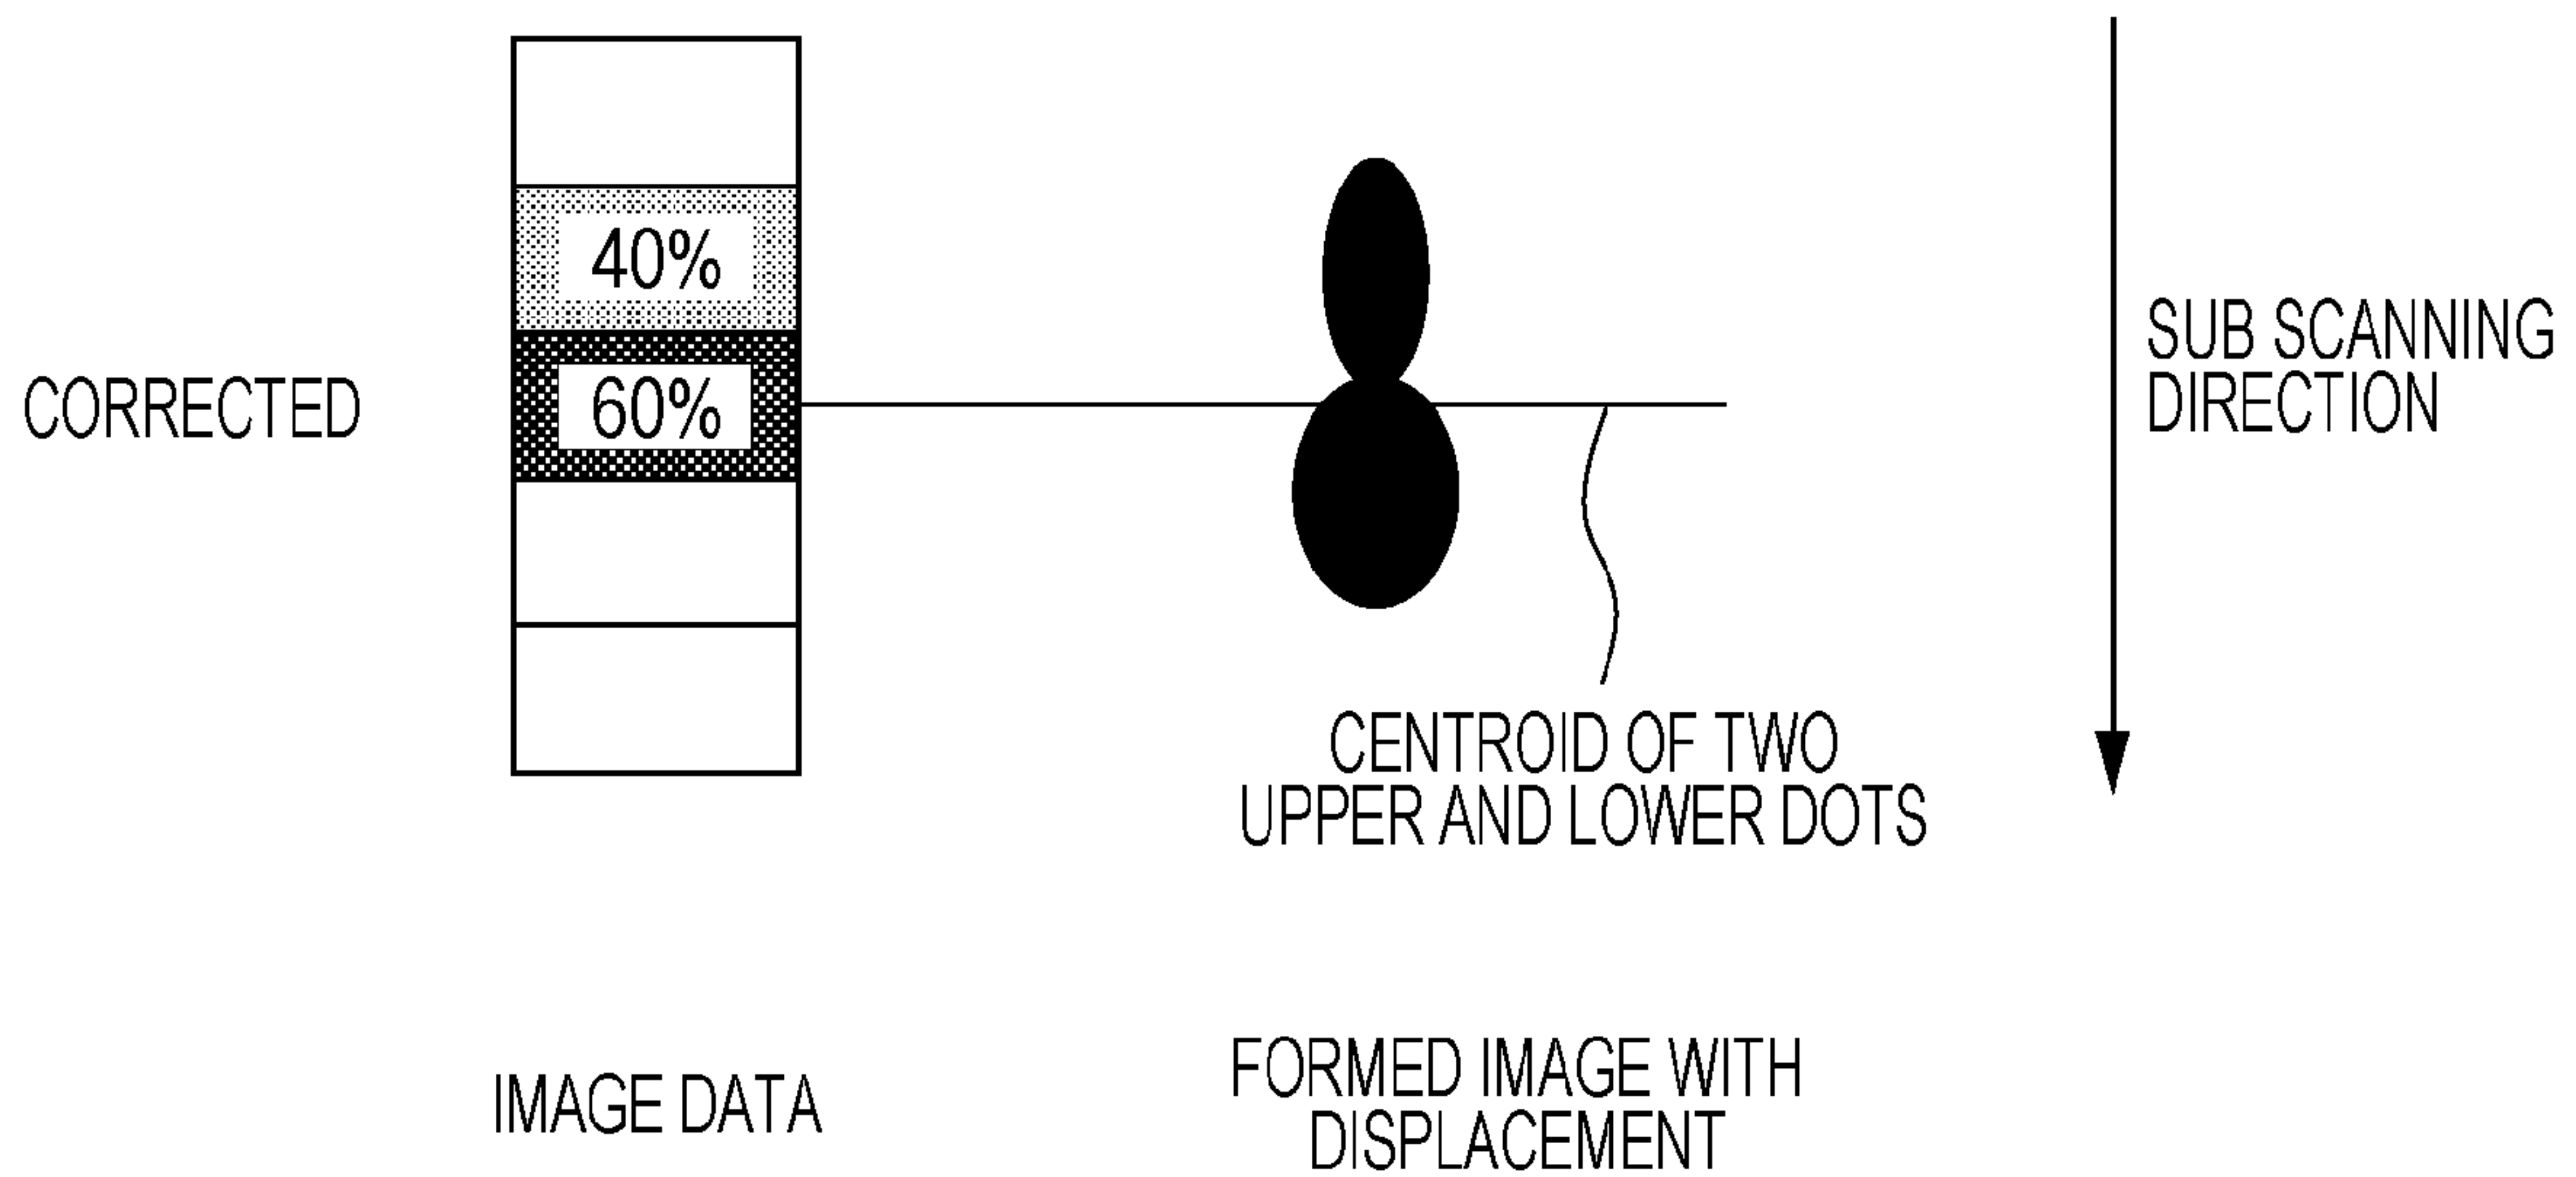 40%
60%
CORRECTED
SUB SCANNING
DIRECTION
CENTROID OF TWO
UPPER AND LOWER DOTS
IMAGE DATA
FORMED IMAGE WITH
DISPLACEMENT